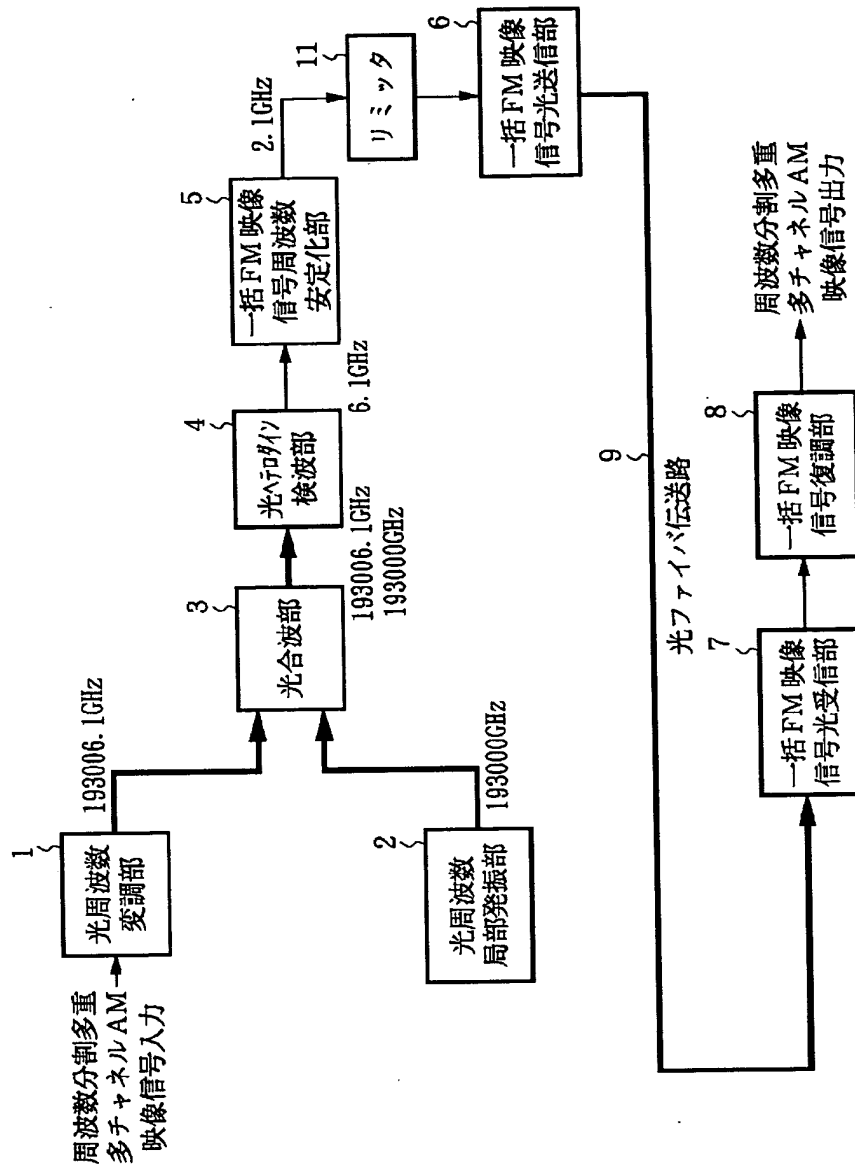 周波数分割多重
多チャネルAM
映像信号入力
1
光周波数
変調部
193006.1GHz
2
光周波数
局部発振部
193000GHz
3
光合波部
193006.1GHz
193000GHz
4
光ヘテロダイン
検波部
6.1GHz
5
一括FM映像
信号周波数
安定化部
2.1GHz
11
リミッタ
6
一括FM映像
信号光送信部
9
光ファイバ伝送路
7
一括FM映像
信号光受信部
8
一括FM映像
信号復調部
周波数分割多重
多チャネルAM
映像信号出力